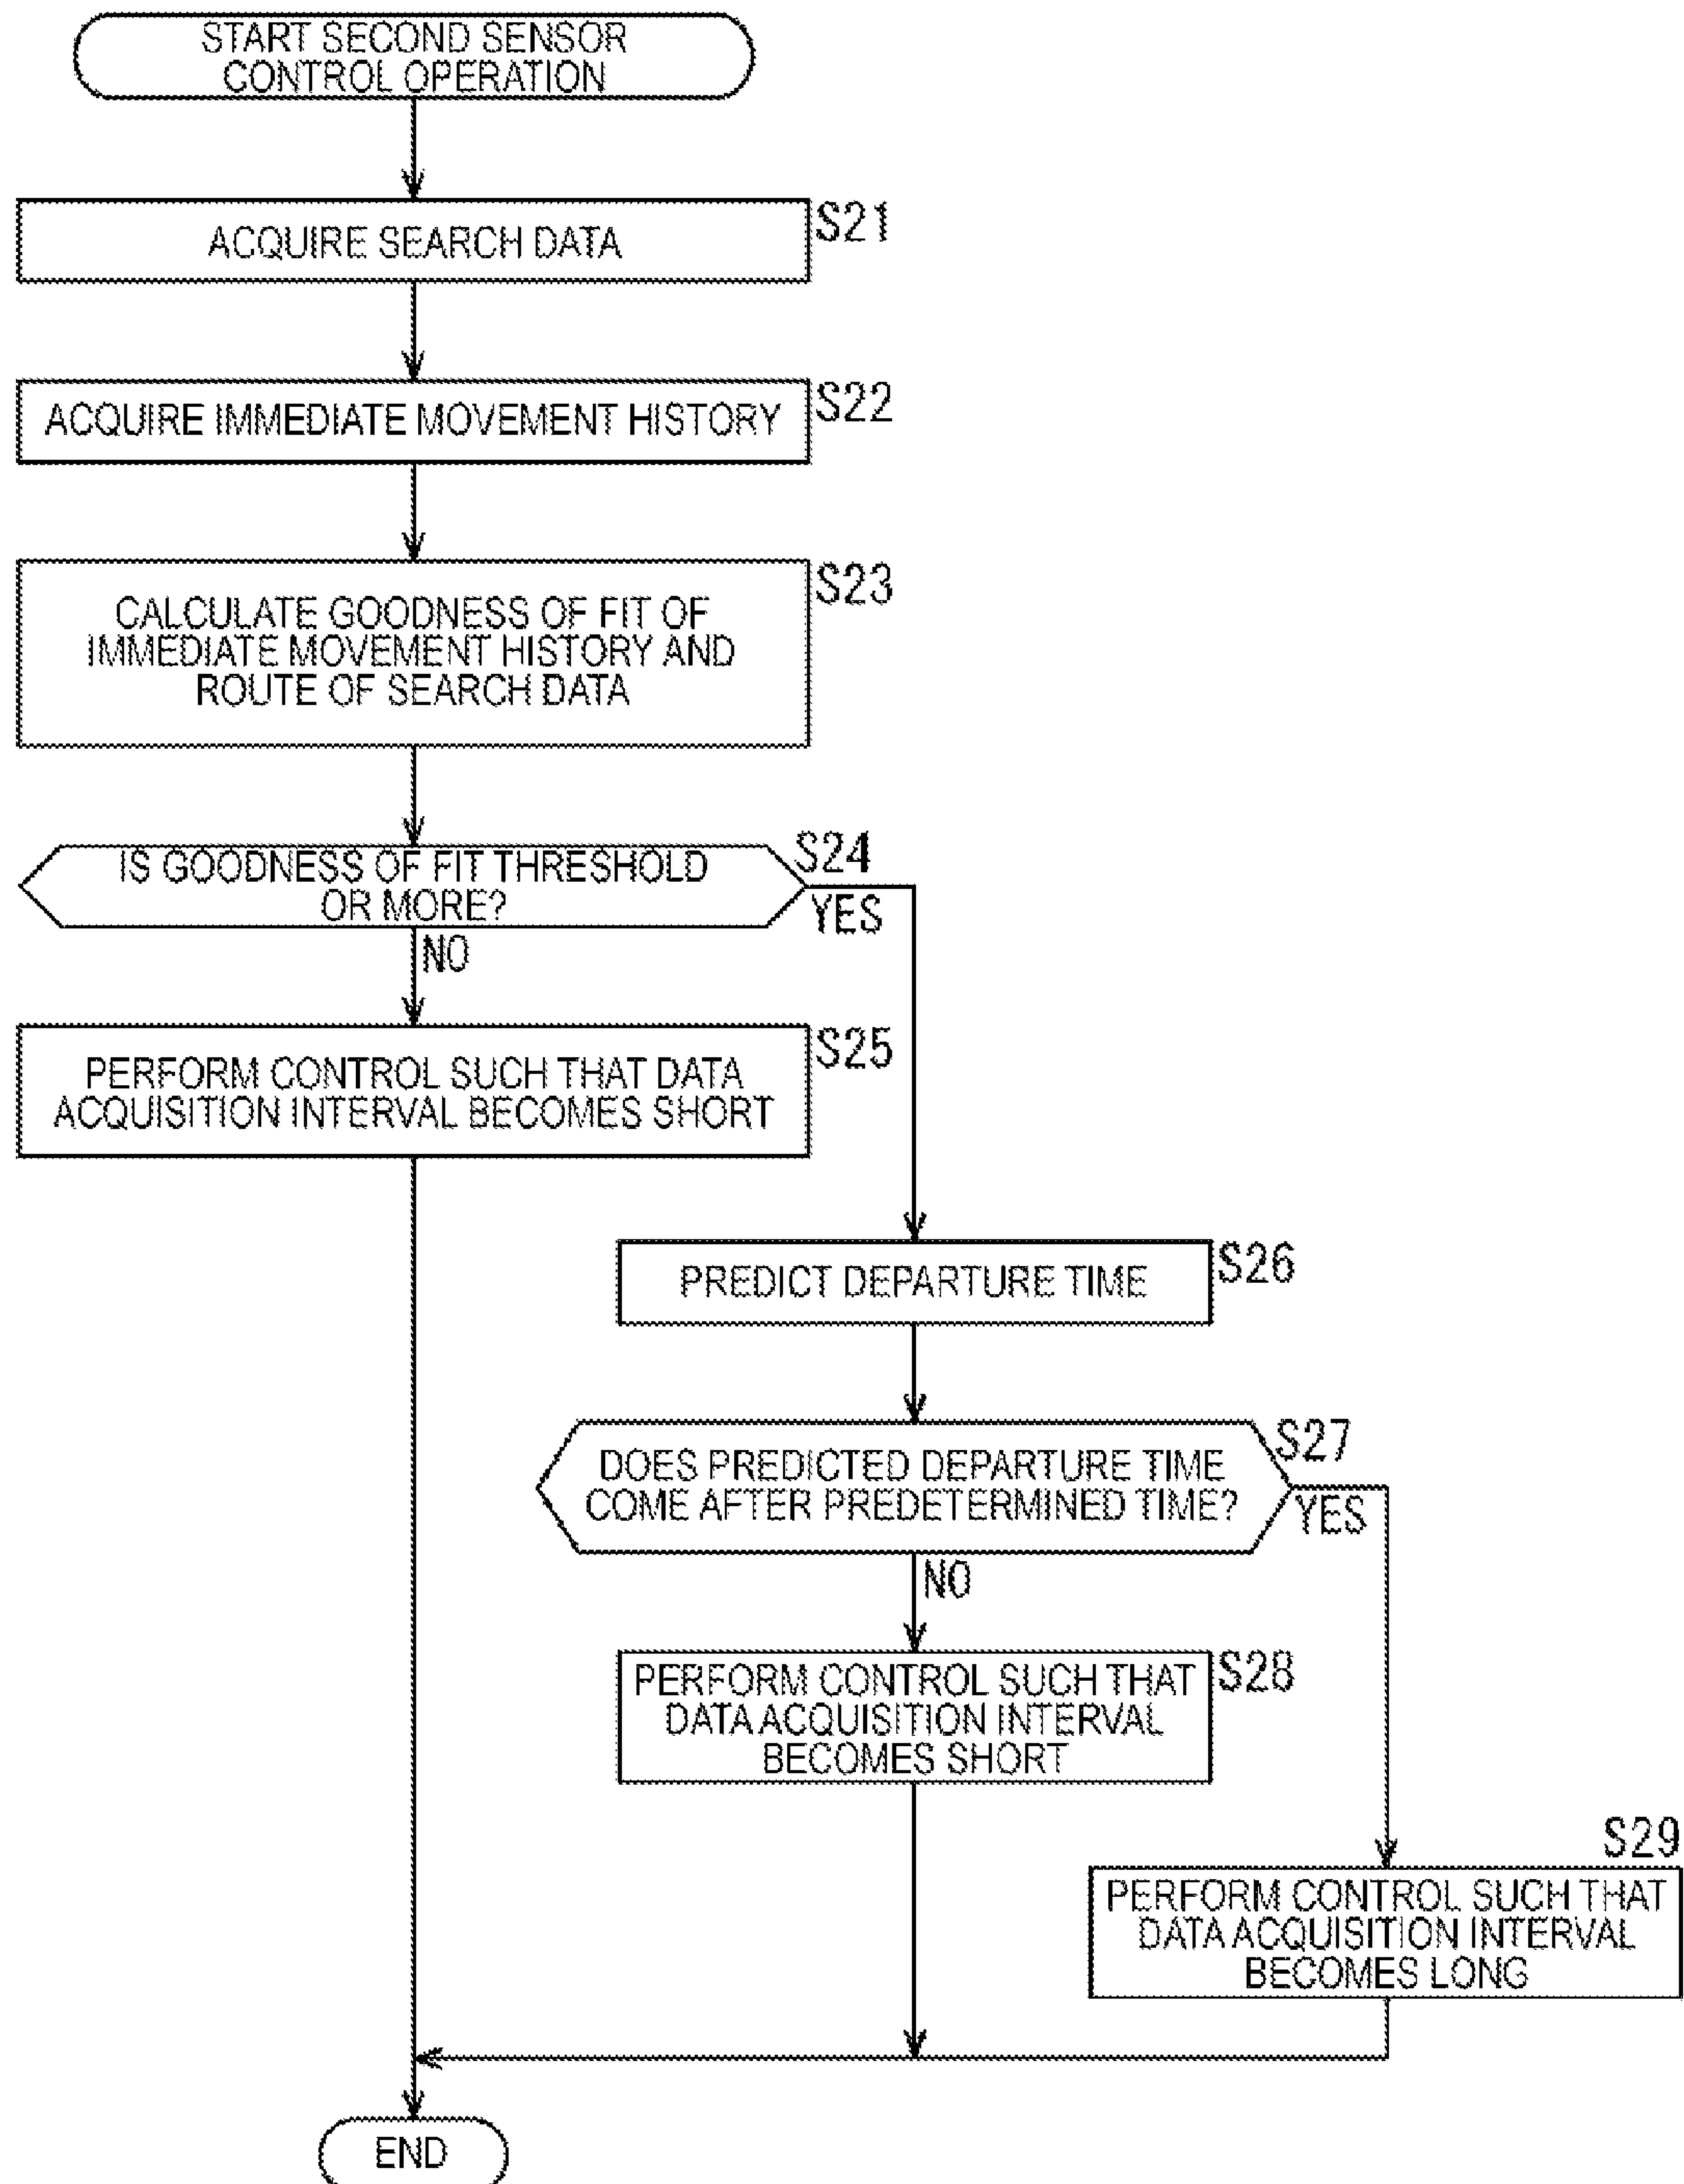 START SECOND SENSOR
CONTROL OPERATION
S21
ACQUIRE SEARCH DATA
S22
ACQUIRE IMMEDIATE MOVEMENT HISTORY
S23
CALCULATE GOODNESS OF FIT OF
IMMEDIATE MOVEMENT HISTORY AND
ROUTE OF SEARCH DATA
S24
IS GOODNESS OF FIT THRESHOLD
OR MORE?
YES
NO
S25
PERFORM CONTROL SUCH THAT DATA
ACQUISITION INTERVAL BECOMES SHORT
S26
PREDICT DEPARTURE TIME
S27
DOES PREDICTED DEPARTURE TIME
COME AFTER PREDETERMINED TIME?
YES
NO
S28
PERFORM CONTROL SUCH THAT
DATA ACQUISITION INTERVAL
BECOMES SHORT
S29
PERFORM CONTROL SUCH THAT
DATA ACQUISITION INTERVAL
BECOMES LONG
END